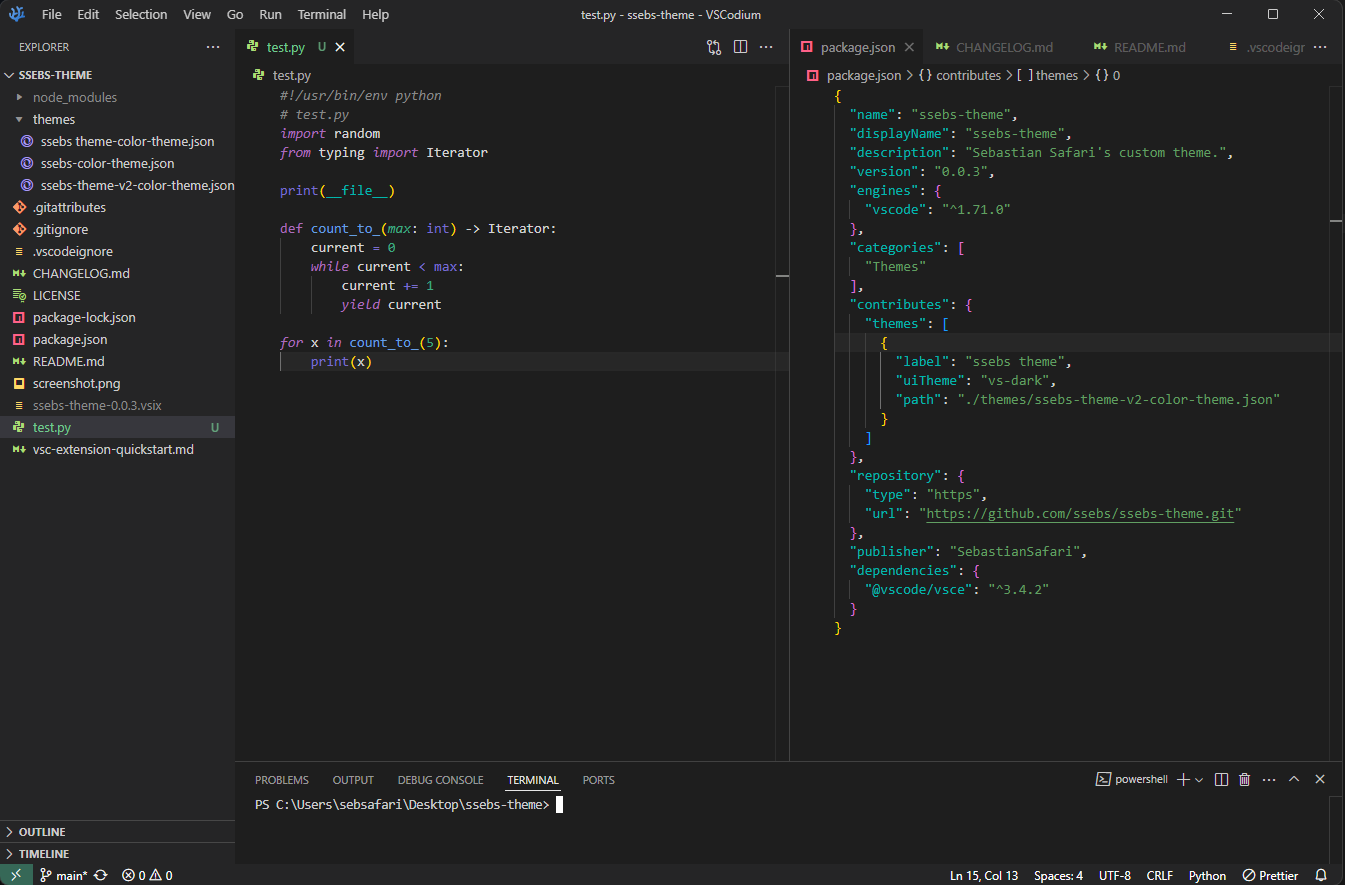 File Edit Selection View Go Run Terminal Help
test.py - ssebs-theme - VSCodium
EXPLORER
SSEBS-THEME
node_modules
themes
ssebs theme-color-theme.json
ssebs-color-theme.json
ssebs-theme-v2-color-theme.json
.gitattributes
.gitignore
.vscodeignore
CHANGELOG.md
LICENSE
package-lock.json
package.json
README.md
screenshot.png
ssebs-theme-0.0.3.vsix
test.py U
vsc-extension-quickstart.md
OUTLINE
TIMELINE
test.py U
test.py
#!/usr/bin/env python
# test.py
import random
from typing import Iterator
print(__file__)
def count_to_(max: int) -> Iterator:
    current = 0
    while current < max:
        current += 1
        yield current
for x in count_to_(5):
    print(x)
package.json CHANGELOG.md README.md .vscodeigr
package.json > {} contributes > [ ] themes > {} 0
{
  "name": "ssebs-theme",
  "displayName": "ssebs-theme",
  "description": "Sebastian Safari's custom theme.",
  "version": "0.0.3",
  "engines": {
    "vscode": "^1.71.0"
  },
  "categories": [
    "Themes"
  ],
  "contributes": {
    "themes": [
      {
        "label": "ssebs theme",
        "uiTheme": "vs-dark",
        "path": "./themes/ssebs-theme-v2-color-theme.json"
      }
    ]
  },
  "repository": {
    "type": "https",
    "url": "https://github.com/ssebs/ssebs-theme.git"
  },
  "publisher": "SebastianSafari",
  "dependencies": {
    "@vscode/vsce": "^3.4.2"
  }
}
PROBLEMS OUTPUT DEBUG CONSOLE TERMINAL PORTS
powershell
PS C:\Users\sebsafari\Desktop\ssebs-theme>
main* 0 0
Ln 15, Col 13 Spaces: 4 UTF-8 CRLF Python Prettier